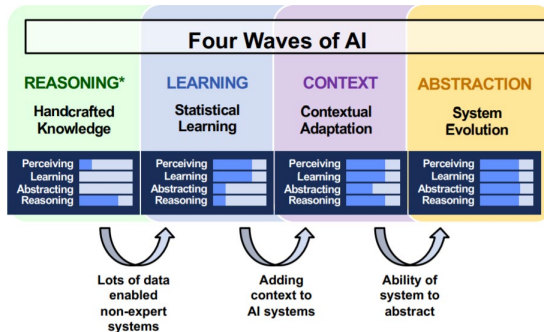 Four Waves of AI
REASONING*
Handcrafted
Knowledge
Perceiving
Learning
Abstracting
Reasoning
LEARNING
Statistical
Learning
Perceiving
Learning
Abstracting
Reasoning
CONTEXT
Contextual
Adaptation
Perceiving
Learning
Abstracting
Reasoning
ABSTRACTION
System
Evolution
Perceiving
Learning
Abstracting
Reasoning
Lots of data
enabled
non-expert
systems
Adding
context to
AI systems
Ability of
system to
abstract